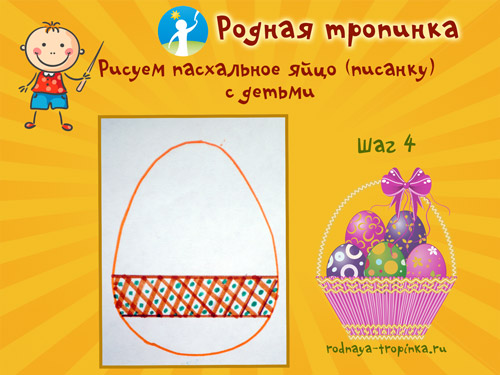 Родная тропинка
Рисуем пасхальное яйцо (писанку)
с детьми
Шаг 4
rodnaya-tropinka.ru